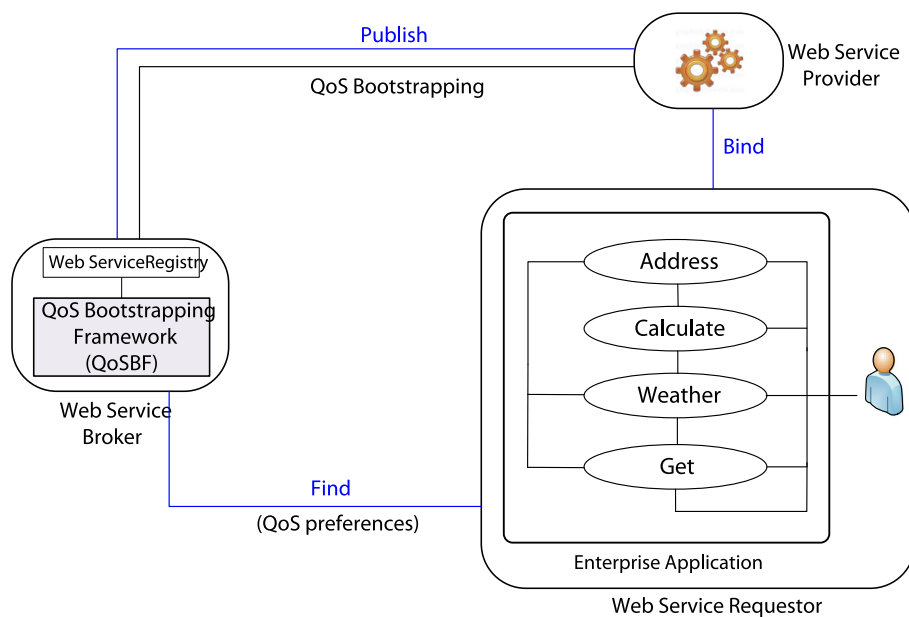 Publish
QoS Bootstrapping
Web Service
Provider
Bind
Web ServiceRegistry
QoS Bootstrapping
Framework
(QoSBF)
Web Service
Broker
Address
Calculate
Weather
Get
Find
(QoS preferences)
Enterprise Application
Web Service Requestor